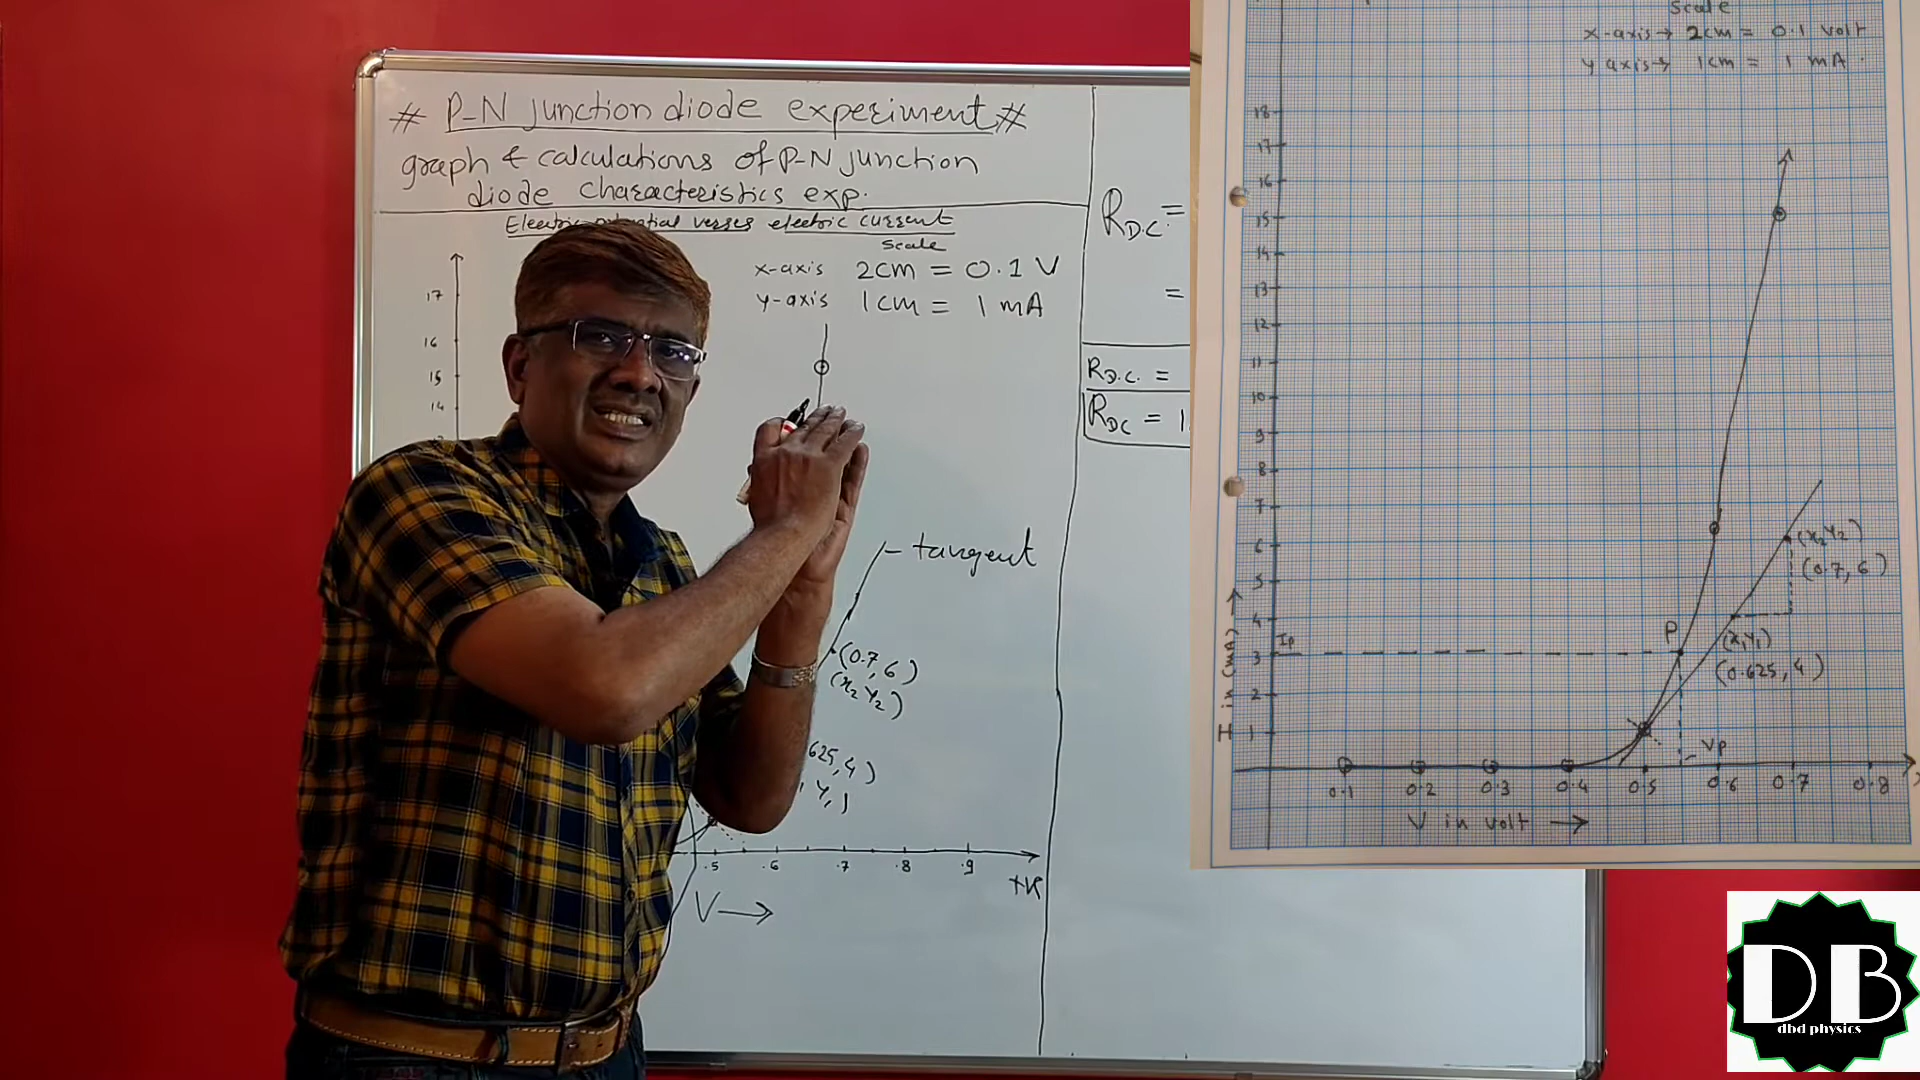 # P-N junction diode experiment #
graph & calculations of P-N junction
diode characteristics exp.
Electric potential verses electric current
Scale
x-axis 2cm = 0.1 V
y-axis 1cm = 1 mA
17
16
15
14
tangent
(0.7, 6)
(x2 Y2)
625, 4)
, Y,)
.5 .6 .7 .8 .9
V →
R D.C. =
=
R D.C. =
R DC = 1.
Scale
x-axis → 2cm = 0.1 volt
y axis → 1cm = 1 mA.
18
17
16
15
14
13
12
11
10
9
8
7
6
5
4
3
2
1
(x2 Y2)
(0.7, 6)
P
Ip
(x, Y1)
(0.625, 4)
Vp
I in (mA) →
0.1 0.2 0.3 0.4 0.5 0.6 0.7 0.8
V in volt →
DB
dbd physics